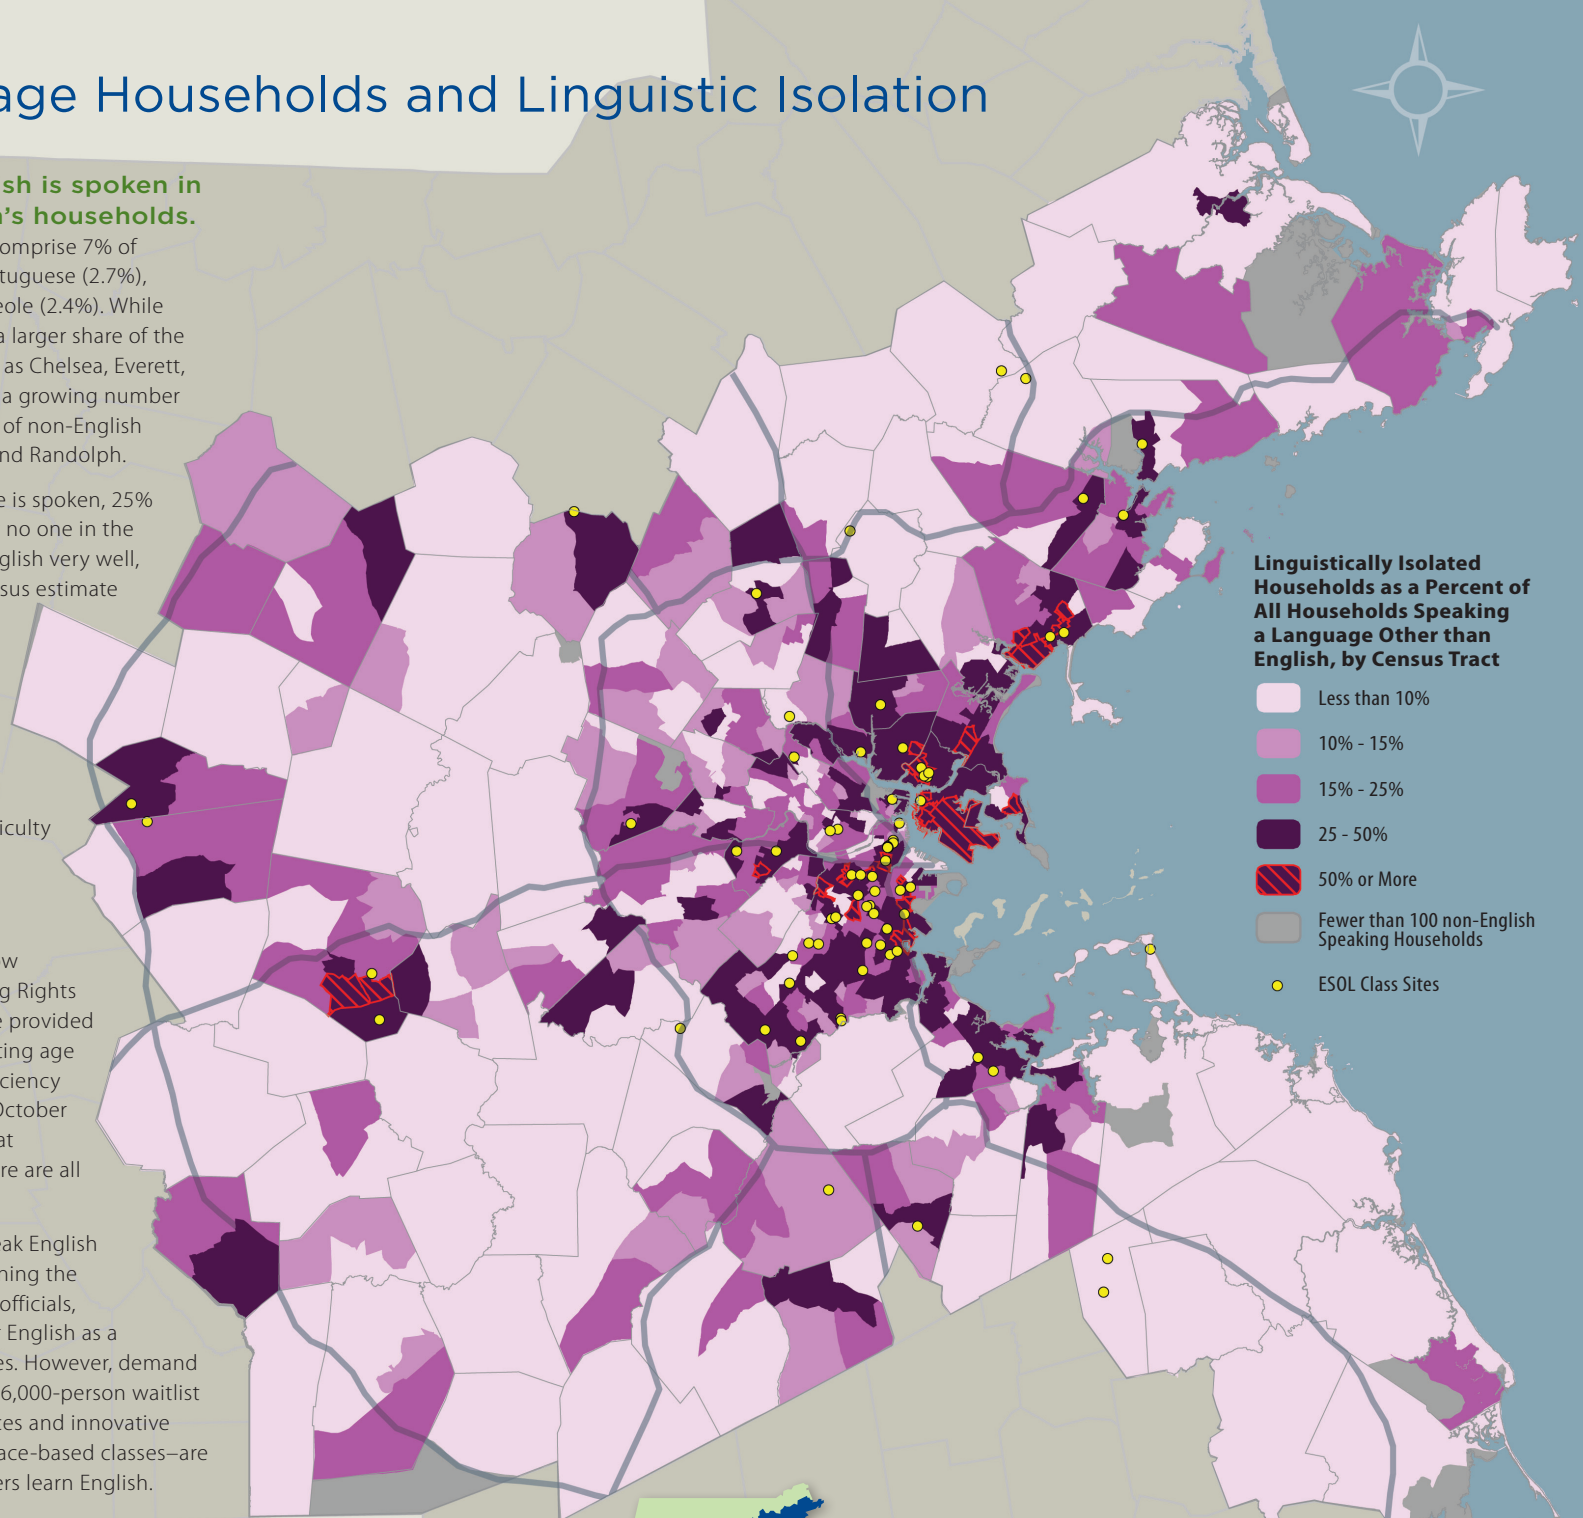 age Households and Linguistic Isolation
sh is spoken in
's households.
omprise 7% of
tuguese (2.7%),
eole (2.4%). While
a larger share of the
as Chelsea, Everett,
a growing number
of non-English
nd Randolph.
e is spoken, 25%
no one in the
glish very well,
sus estimate
iculty
ow
g Rights
e provided
ting age
ciency
October
at
re are all
eak English
ning the
officials,
r English as a
es. However, demand
6,000-person waitlist
ces and innovative
ace-based classes–are
ers learn English.
Linguistically Isolated
Households as a Percent of
All Households Speaking
a Language Other than
English, by Census Tract
Less than 10%
10% - 15%
15% - 25%
25 - 50%
50% or More
Fewer than 100 non-English
Speaking Households
ESOL Class Sites